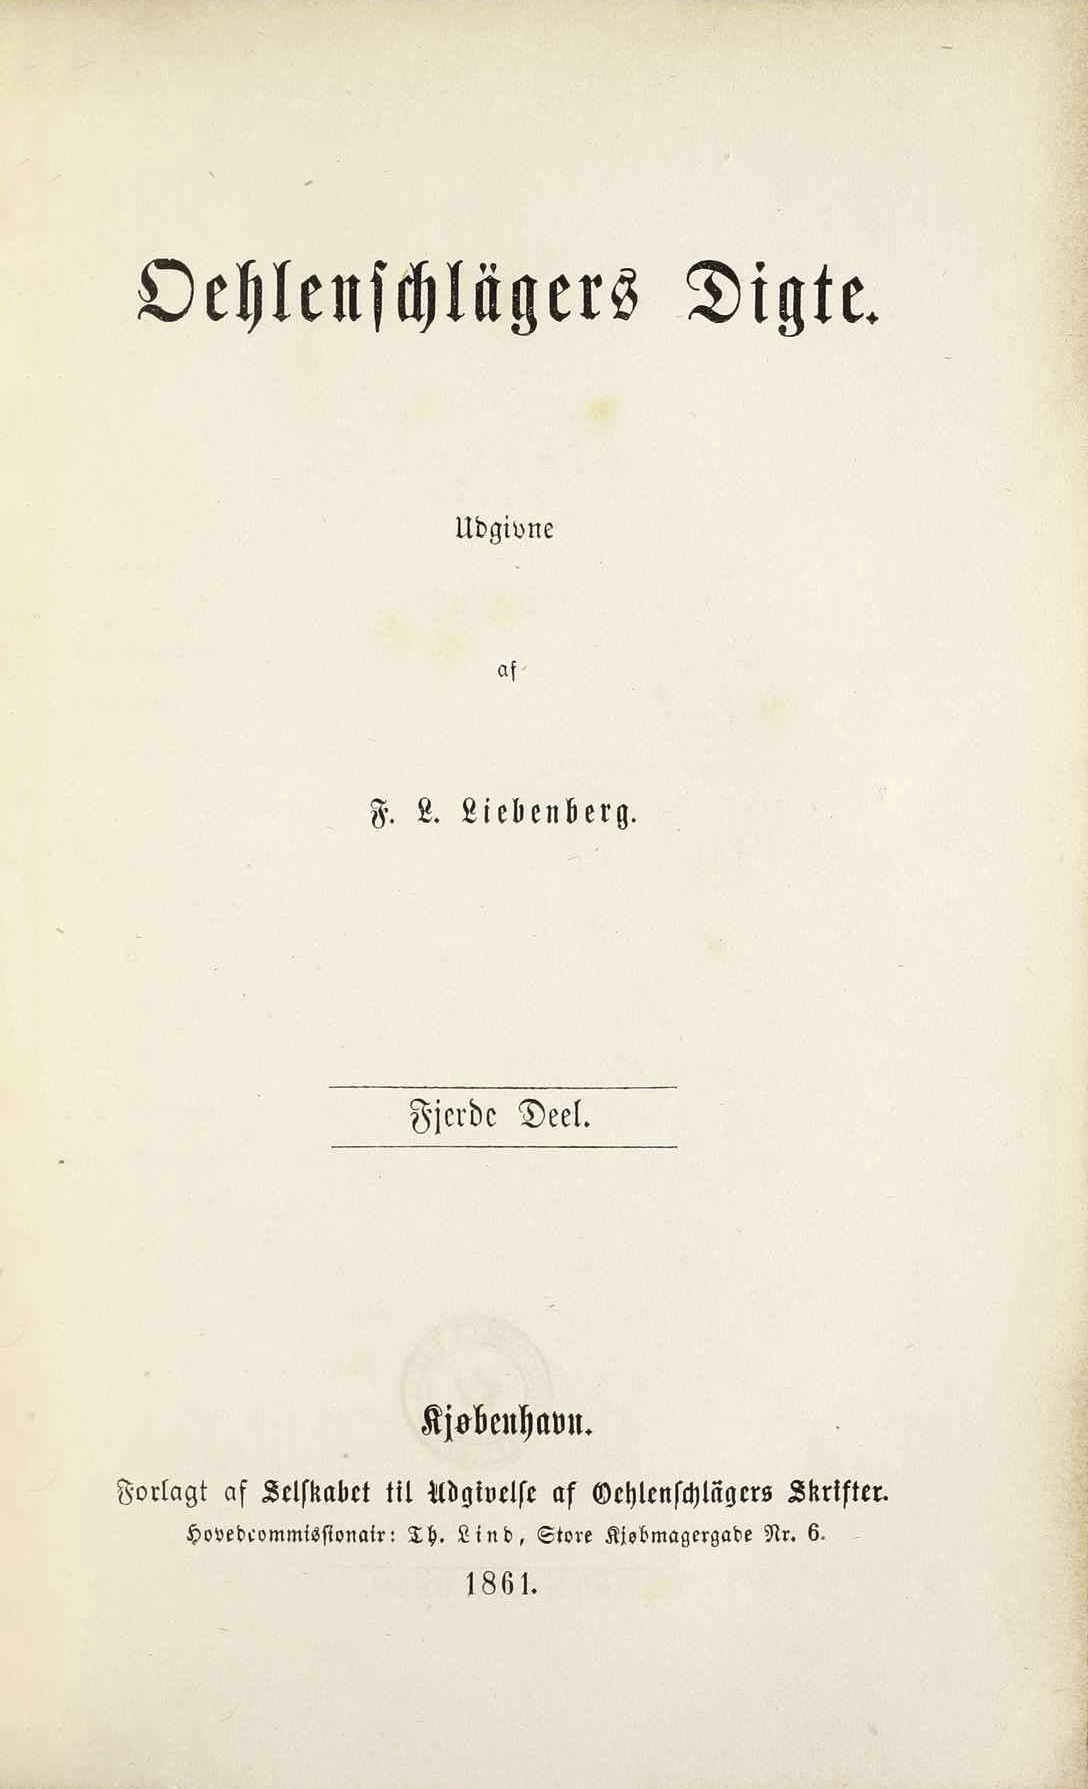 Oehlenschlägers Digte.
Udgivne
af
F. L. Liebenberg.
Fjerde Deel.
Kjøbenhavn.
Forlagt af Selskabet til Udgivelse af Oehlenschlägers Skrifter.
Hovedcommissionair: Th. Lind, Store Kjøbmagergade Nr. 6.
1861.